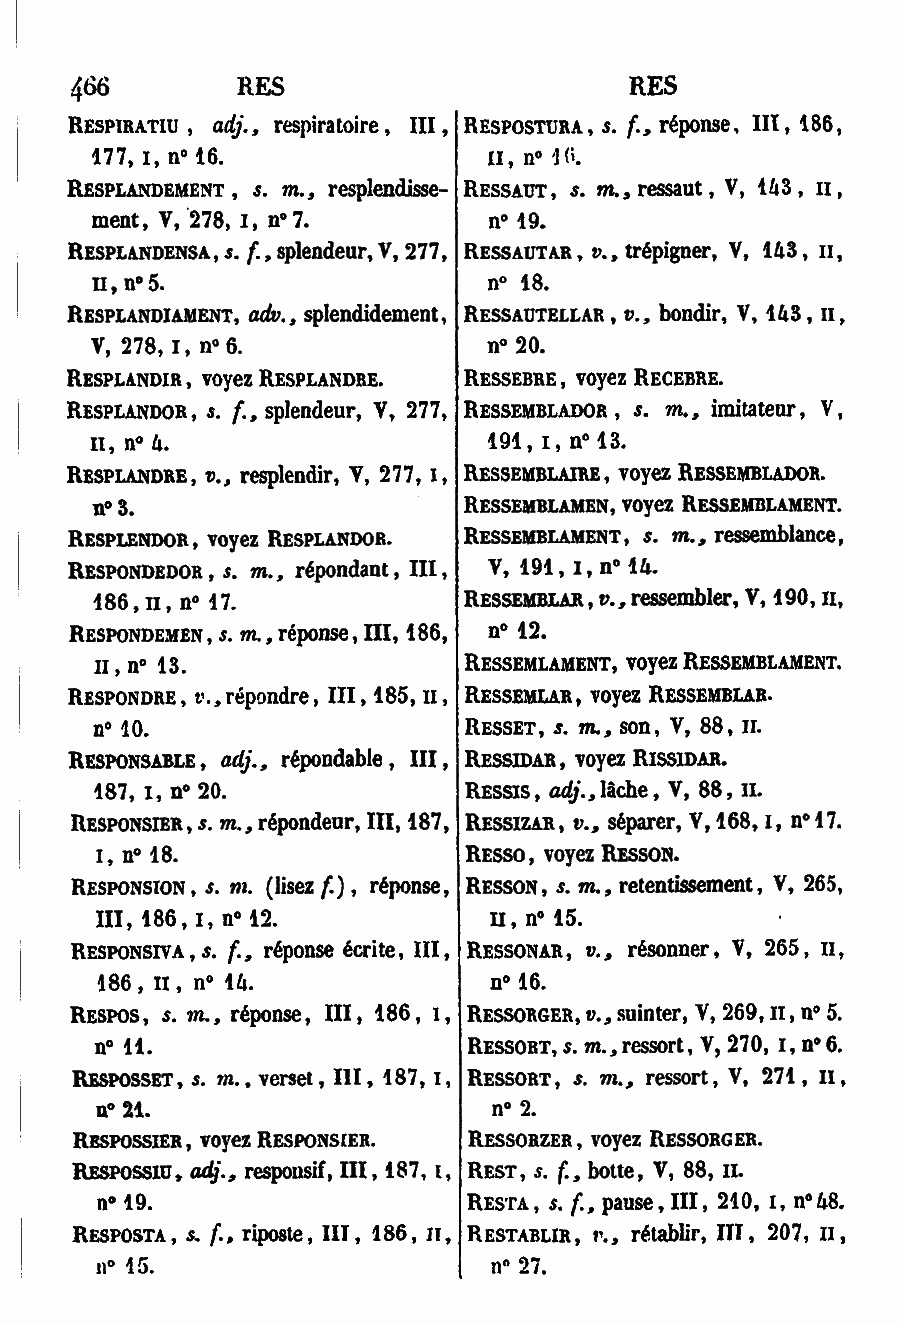 466 RES RES
RESPIRATIU, adj., respiratoire, III,
177, I, n° 16.
RESPLANDEMENT, s. m., resplendisse-
ment, V, 278, I, n° 7.
RESPLANDENSA, s. f., splendeur, V, 277,
II, n° 5.
RESPLANDIAMENT, adv., splendidement,
V, 278, I, n° 6.
RESPLANDIR, voyez RESPLANDRE.
RESPLANDOR, s. f., splendeur, V, 277,
II, n° 4.
RESPLANDRE, v., resplendir, V, 277, I,
n° 3.
RESPLENDOR, voyez RESPLANDOR.
RESPONDEDOR, s. m., répondant, III,
186, II, n° 17.
RESPONDEMEN, s. m., réponse, III, 186,
II, n° 13.
RESPONDRE, v., répondre, III, 185, II,
n° 10.
RESPONSABLE, adj., répondable, III,
187, I, n° 20.
RESPONSIER, s. m., répondeur, III, 187,
I, n° 18.
RESPONSION, s. m. (lisez f.), réponse,
III, 186, I, n° 12.
RESPONSIVA, s. f., réponse écrite, III,
186, II, n° 14.
RESPOS, s. m., réponse, III, 186, I,
n° 11.
RESPOSSET, s. m., verset, III, 187, I,
n° 21.
RESPOSSIER, voyez RESPONSIER.
RESPOSSIU, adj., responsif, III, 187, I,
n° 19.
RESPOSTA, s. f., riposte, III, 186, II,
n° 15.
RESPOSTURA, s. f., réponse, III, 186,
II, n° 16.
RESSAUT, s. m., ressaut, V, 143, II,
n° 19.
RESSAUTAR, v., trépigner, V, 143, II,
n° 18.
RESSAUTELLAR, v., bondir, V, 143, II,
n° 20.
RESSEBRE, voyez RECEBRE.
RESSEMBLADOR, s. m., imitateur, V,
191, I, n° 13.
RESSEMBLAIRE, voyez RESSEMBLADOR.
RESSEMBLAMEN, voyez RESSEMBLAMENT.
RESSEMBLAMENT, s. m., ressemblance,
V, 191, I, n° 14.
RESSEMBLAR, v., ressembler, V, 190, II,
n° 12.
RESSEMLAMENT, voyez RESSEMBLAMENT.
RESSEMLAR, voyez RESSEMBLAR.
RESSET, s. m., son, V, 88, II.
RESSIDAR, voyez RISSIDAR.
RESSIS, adj., lâche, V, 88, II.
RESSIZAR, v., séparer, V, 168, I, n° 17.
RESSO, voyez RESSON.
RESSON, s. m., retentissement, V, 265,
II, n° 15.
RESSONAR, v., résonner, V, 265, II,
n° 16.
RESSORGER, v., suinter, V, 269, II, n° 5.
RESSORT, s. m., ressort, V, 270, I, n° 6.
RESSORT, s. m., ressort, V, 271, II,
n° 2.
RESSORZER, voyez RESSORGER.
REST, s. f., botte, V, 88, II.
RESTA, s. f., pause, III, 210, I, n° 48.
RESTABLIR, v., rétablir, III, 207, II,
n° 27.